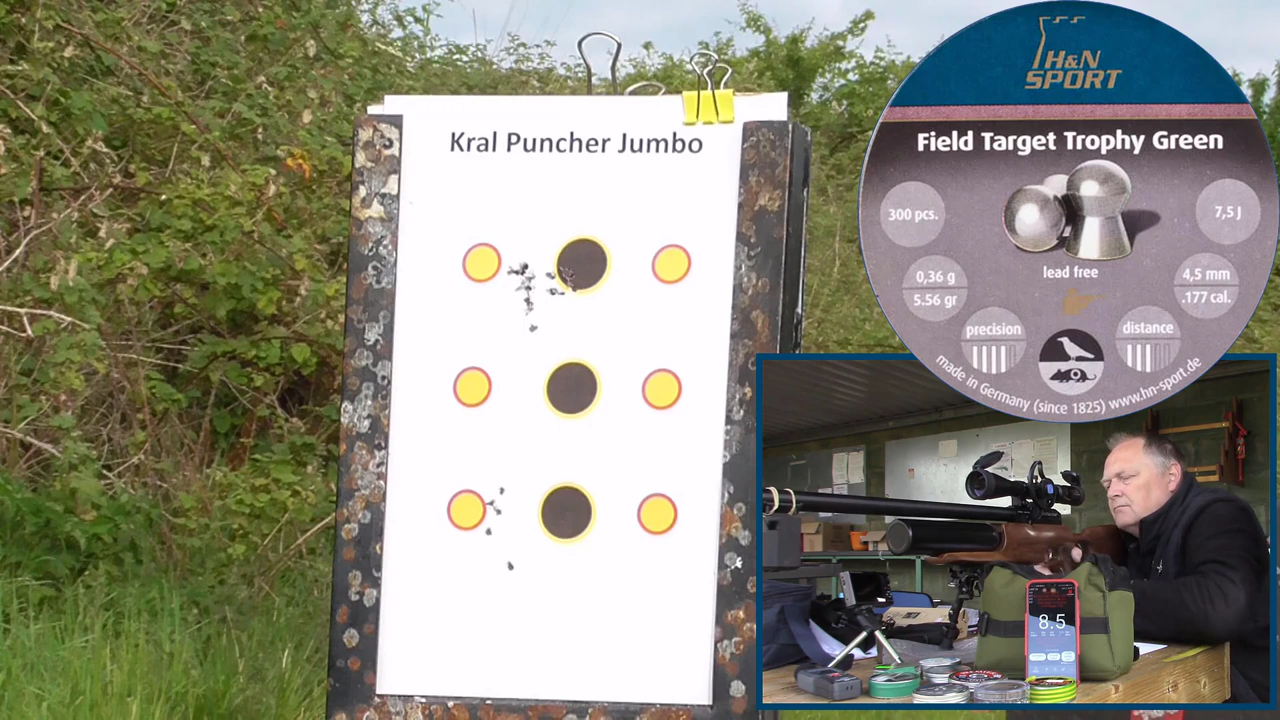 Kral Puncher Jumbo
H&N
SPORT
Field Target Trophy Green
300 pcs.
7,5 J
lead free
0,36 g
5.56 gr
4,5 mm
.177 cal.
precision
distance
made in Germany (since 1825) www.hn-sport.de
8.5